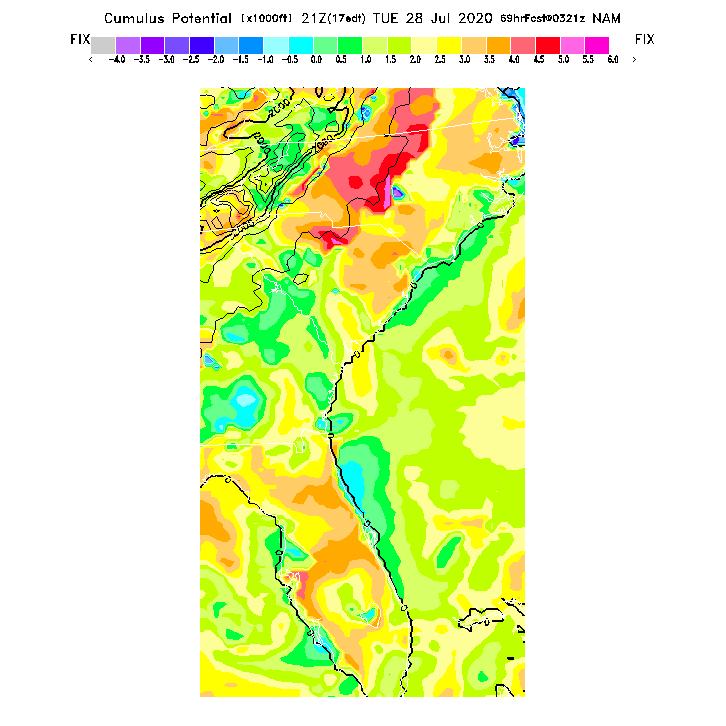 Cumulus Potential [x1000ft] 21Z(17edt) TUE 28 Jul 2020 69hrFcst@0321z NAM
FIX FIX
< -4.0 -3.5 -3.0 -2.5 -2.0 -1.5 -1.0 -0.5 0.0 0.5 1.0 1.5 2.0 2.5 3.0 3.5 4.0 4.5 5.0 5.5 6.0 >
2000